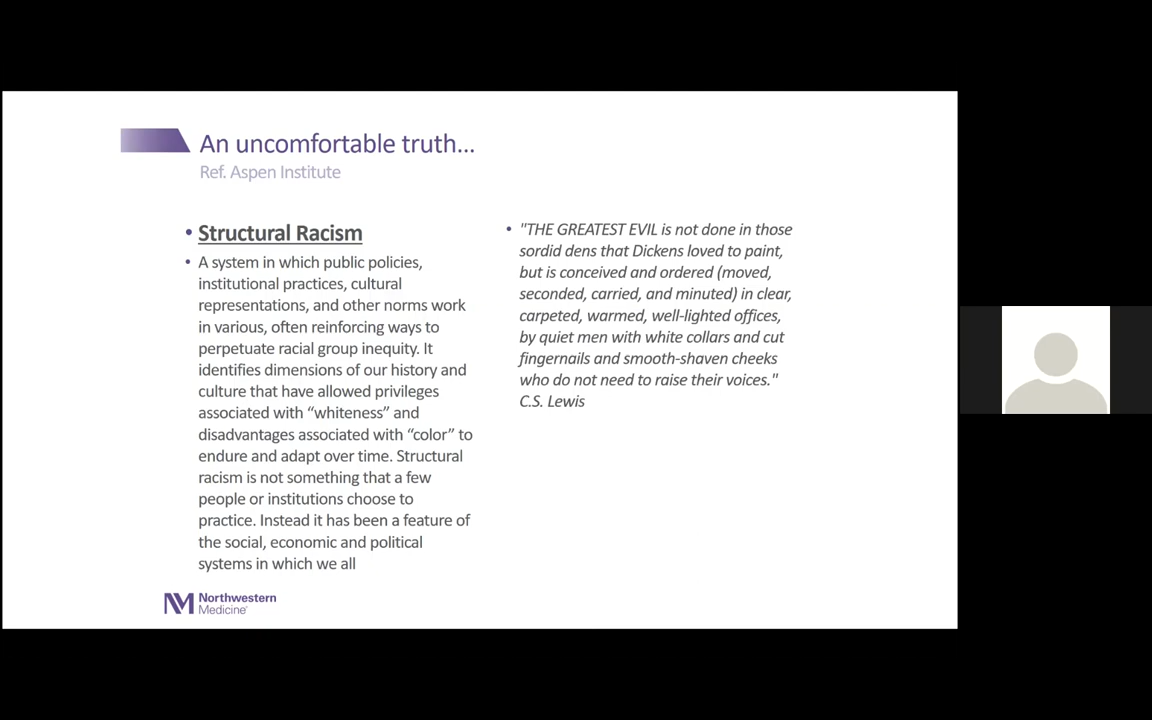 An uncomfortable truth...
Ref. Aspen Institute
• Structural Racism
• A system in which public policies,
institutional practices, cultural
representations, and other norms work
in various, often reinforcing ways to
perpetuate racial group inequity. It
identifies dimensions of our history and
culture that have allowed privileges
associated with “whiteness” and
disadvantages associated with “color” to
endure and adapt over time. Structural
racism is not something that a few
people or institutions choose to
practice. Instead it has been a feature of
the social, economic and political
systems in which we all
• "THE GREATEST EVIL is not done in those
sordid dens that Dickens loved to paint,
but is conceived and ordered (moved,
seconded, carried, and minuted) in clear,
carpeted, warmed, well-lighted offices,
by quiet men with white collars and cut
fingernails and smooth-shaven cheeks
who do not need to raise their voices."
C.S. Lewis
NM Northwestern
Medicine®